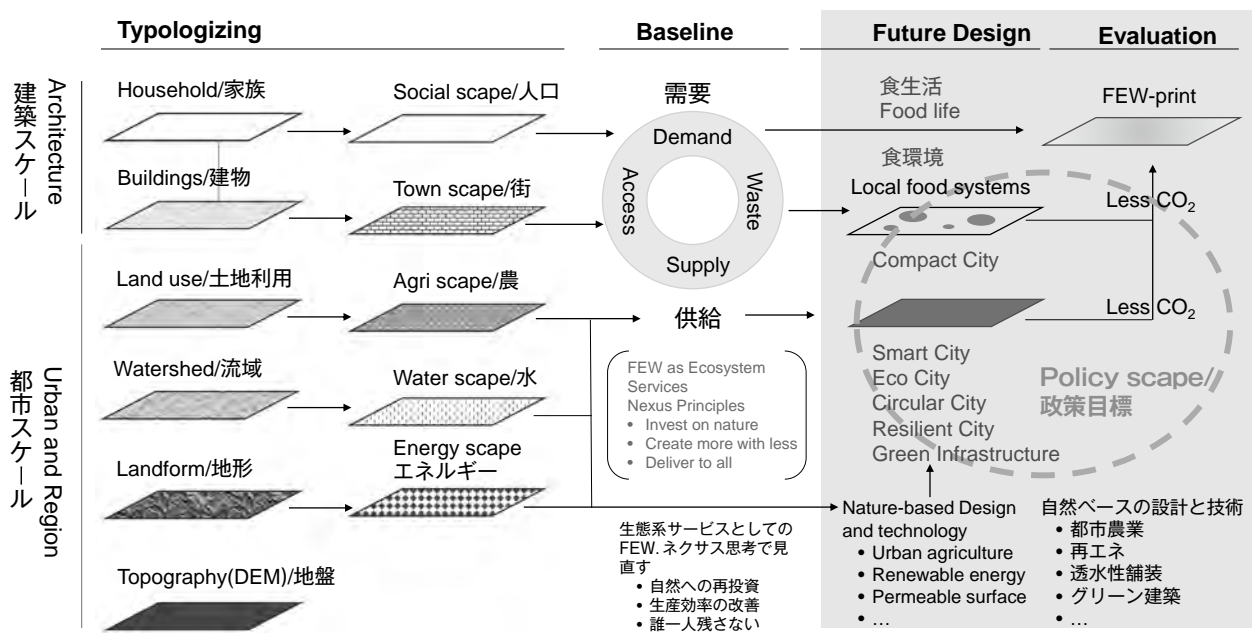 Typologizing
Baseline
Future Design
Evaluation
Architecture
建築スケール
Household/家族
Social scape/人口
Buildings/建物
Town scape/街
需要
Demand
Access
Waste
Supply
供給
食生活
Food life
食環境
Local food systems
Compact City
FEW-print
Less CO2
Less CO2
Urban and Region
都市スケール
Land use/土地利用
Agri scape/農
Watershed/流域
Water scape/水
Landform/地形
Energy scape
エネルギー
Topography(DEM)/地盤
FEW as Ecosystem
Services
Nexus Principles
• Invest on nature
• Create more with less
• Deliver to all
生態系サービスとしての
FEW. ネクサス思考で見
直す
• 自然への再投資
• 生産効率の改善
• 誰一人残さない
Smart City
Eco City
Circular City
Resilient City
Green Infrastructure
Policy scape/
政策目標
Nature-based Design
and technology
• Urban agriculture
• Renewable energy
• Permeable surface
• …
自然ベースの設計と技術
• 都市農業
• 再エネ
• 透水性舗装
• グリーン建築
• …